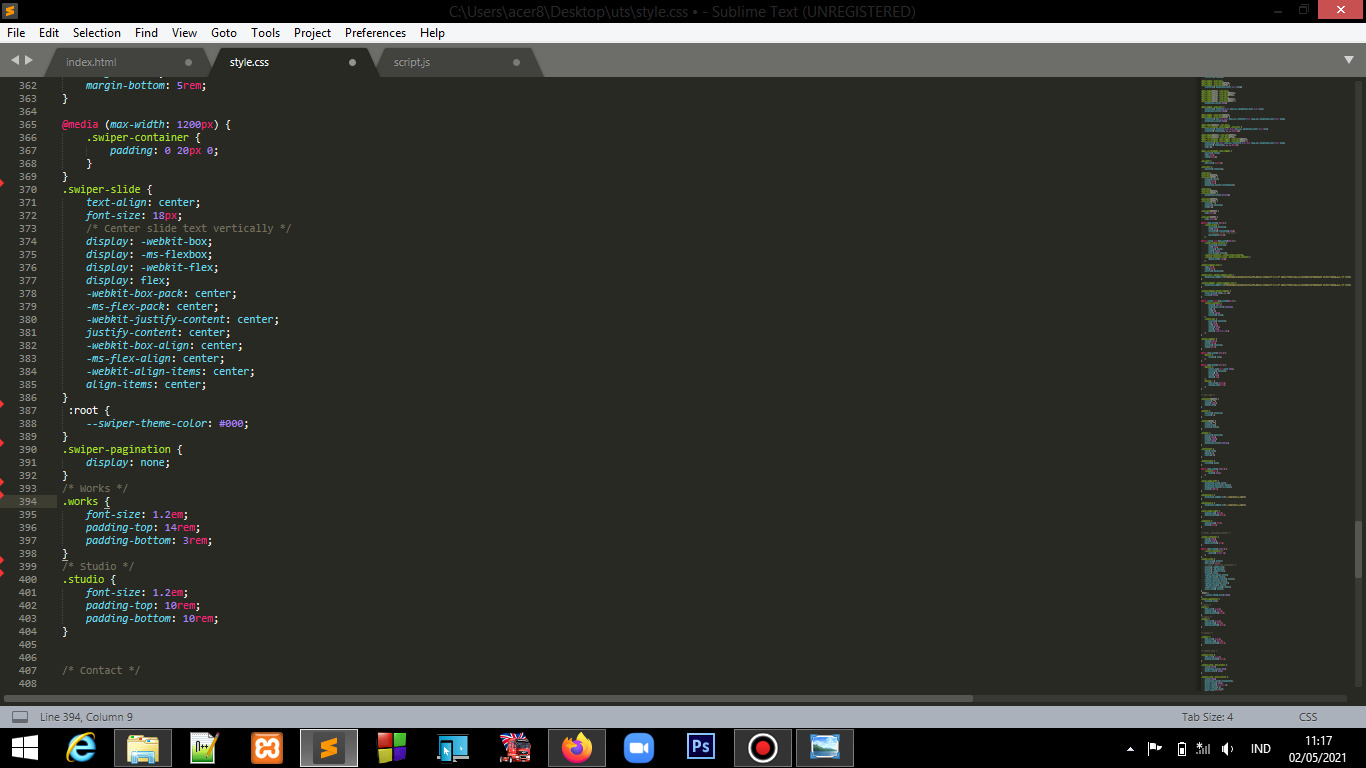 C:\Users\acer8\Desktop\uts\style.css • - Sublime Text (UNREGISTERED)
File Edit Selection Find View Goto Tools Project Preferences Help
index.html style.css script.js
362 margin-bottom: 5rem;
363 }
364
365 @media (max-width: 1200px) {
366 .swiper-container {
367 padding: 0 20px 0;
368 }
369 }
370 .swiper-slide {
371 text-align: center;
372 font-size: 18px;
373 /* Center slide text vertically */
374 display: -webkit-box;
375 display: -ms-flexbox;
376 display: -webkit-flex;
377 display: flex;
378 -webkit-box-pack: center;
379 -ms-flex-pack: center;
380 -webkit-justify-content: center;
381 justify-content: center;
382 -webkit-box-align: center;
383 -ms-flex-align: center;
384 -webkit-align-items: center;
385 align-items: center;
386 }
387 :root {
388 --swiper-theme-color: #000;
389 }
390 .swiper-pagination {
391 display: none;
392 }
393 /* Works */
394 .works {
395 font-size: 1.2em;
396 padding-top: 14rem;
397 padding-bottom: 3rem;
398 }
399 /* Studio */
400 .studio {
401 font-size: 1.2em;
402 padding-top: 10rem;
403 padding-bottom: 10rem;
404 }
405
406
407 /* Contact */
408
Line 394, Column 9 Tab Size: 4 CSS
Ps
IND
11:17
02/05/2021